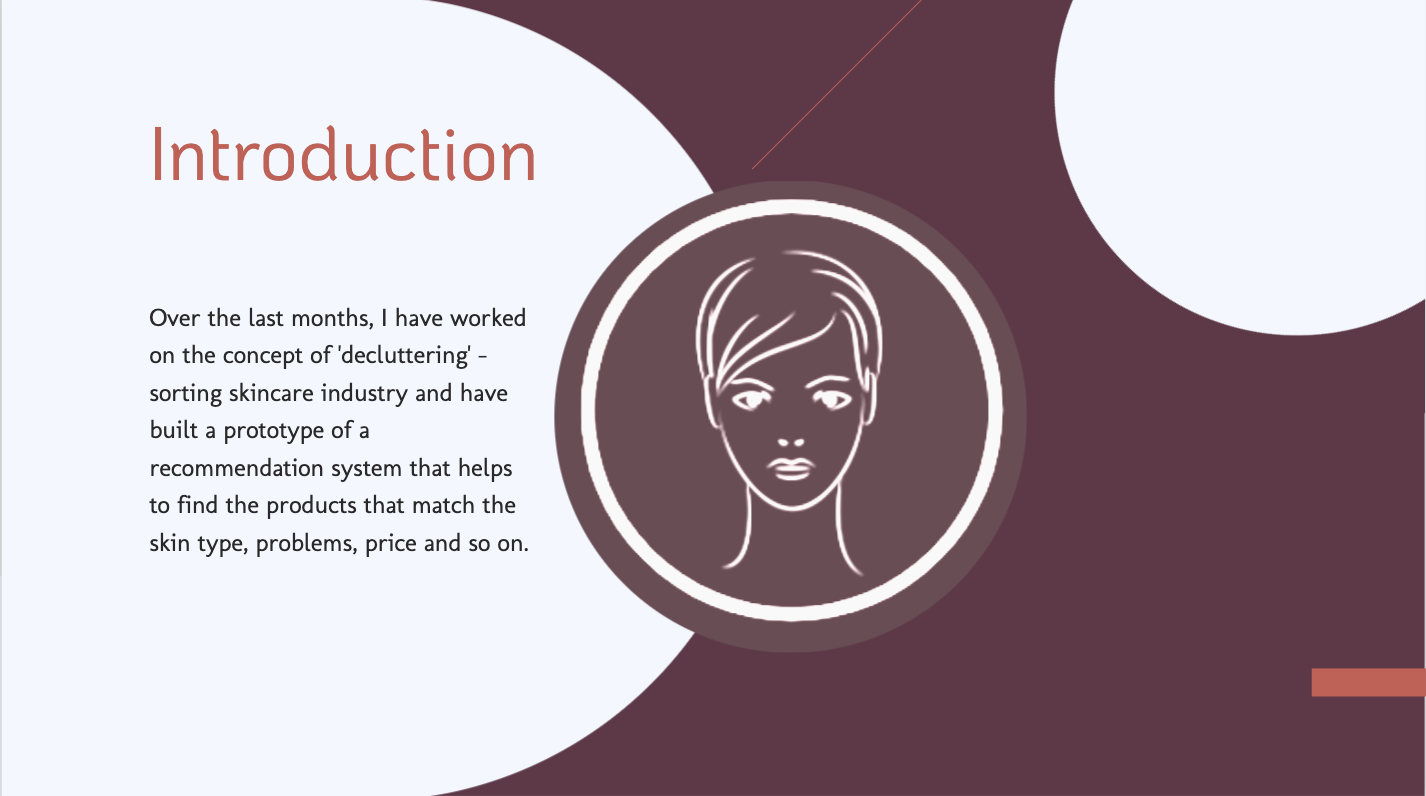 Introduction
Over the last months, I have worked
on the concept of 'decluttering' -
sorting skincare industry and have
built a prototype of a
recommendation system that helps
to find the products that match the
skin type, problems, price and so on.